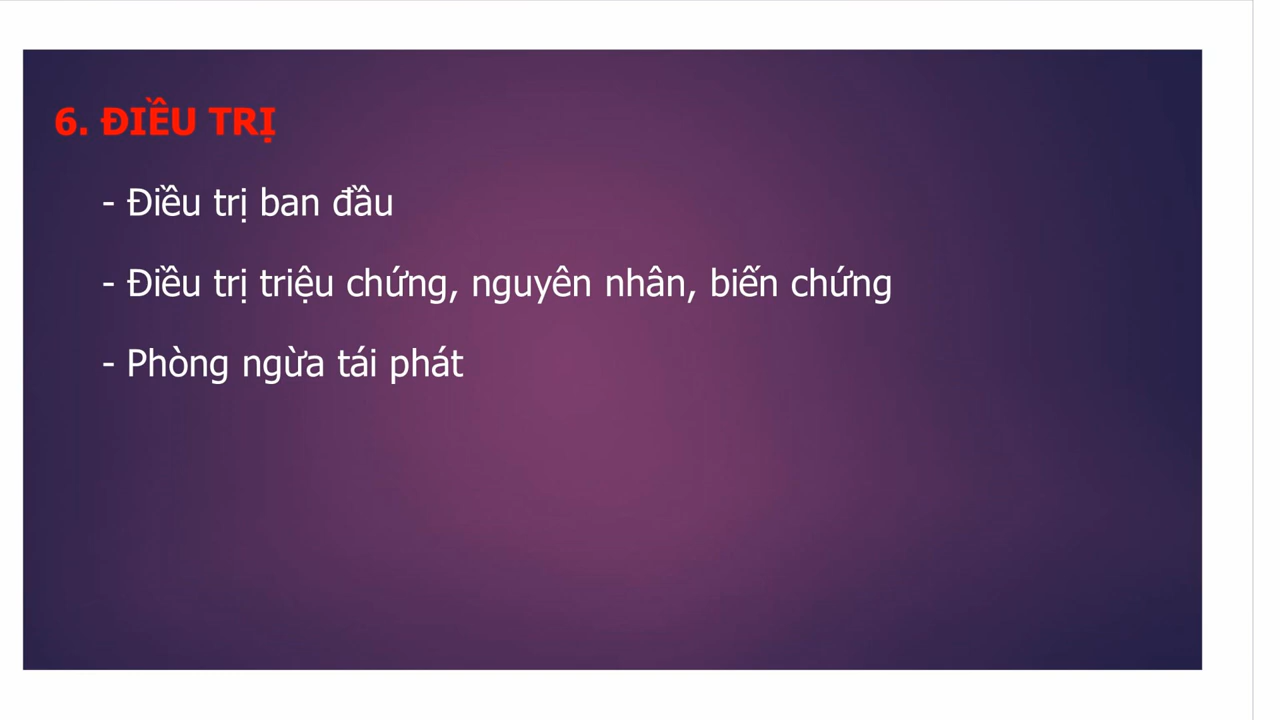 6. ĐIỀU TRỊ
- Điều trị ban đầu
- Điều trị triệu chứng, nguyên nhân, biến chứng
- Phòng ngừa tái phát